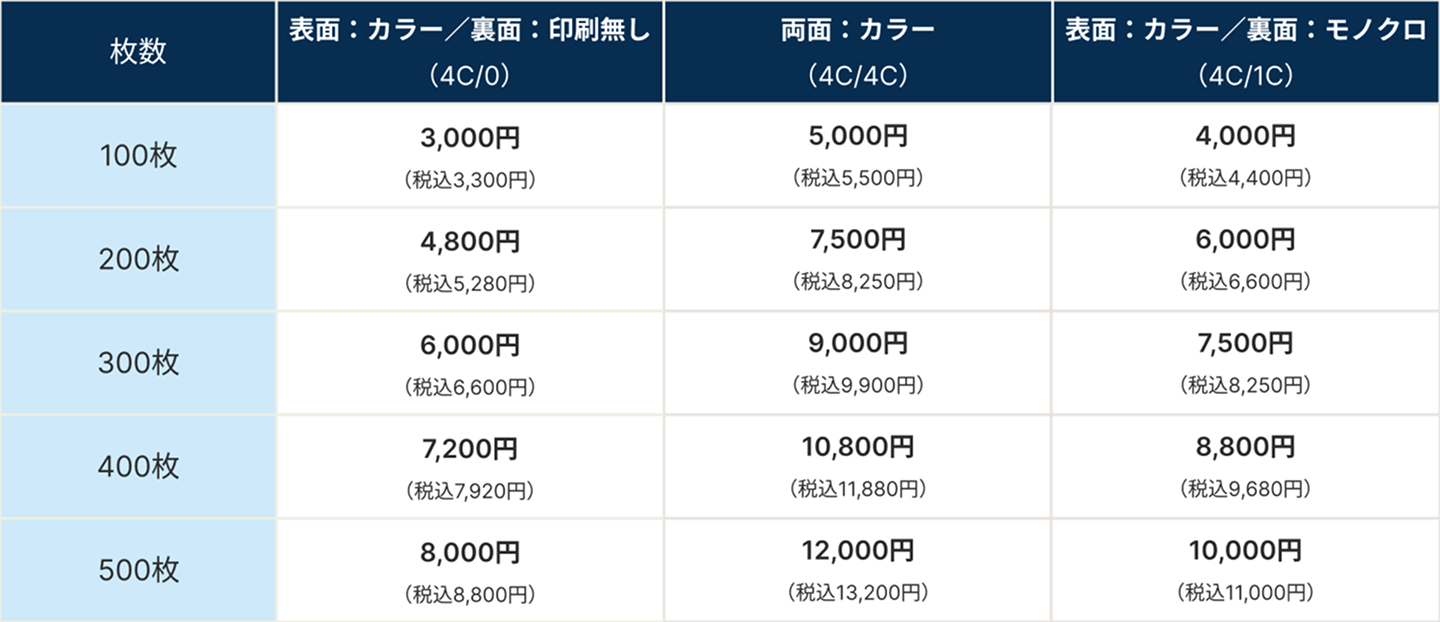 枚数
表面：カラー／裏面：印刷無し
（4C/0）
両面：カラー
（4C/4C）
表面：カラー／裏面：モノクロ
（4C/1C）
100枚
3,000円
（税込3,300円）
5,000円
（税込5,500円）
4,000円
（税込4,400円）
200枚
4,800円
（税込5,280円）
7,500円
（税込8,250円）
6,000円
（税込6,600円）
300枚
6,000円
（税込6,600円）
9,000円
（税込9,900円）
7,500円
（税込8,250円）
400枚
7,200円
（税込7,920円）
10,800円
（税込11,880円）
8,800円
（税込9,680円）
500枚
8,000円
（税込8,800円）
12,000円
（税込13,200円）
10,000円
（税込11,000円）